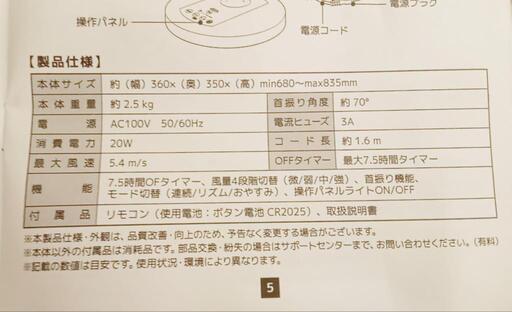 操作パネル
電源プラグ
電源コード
【製品仕様】
本体サイズ 約（幅）360×（奥）350×（高）min680～max835mm
本体重量 約2.5kg 首振り角度 約70°
電源 AC100V 50/60Hz 電流ヒューズ 3A
消費電力 20W コード長 約1.6m
最大風速 5.4m/s OFFタイマー 最大7.5時間タイマー
機能 7.5時間OFタイマー、風量4段階切替（微/弱/中/強）、首振り機能、
モード切替（連続/リズム/おやすみ）、操作パネルライトON/OFF
付属品 リモコン（使用電池：ボタン電池 CR2025）、取扱説明書
※本製品仕様・外観は、品質改善・向上のため、予告なく変更する場合がございます。
※本体以外の付属品は消耗品です。部品交換・紛失の場合はサポートセンターまで、お問い合わせください。（有料）
※記載の数値は目安です。使用状況・環境により異なります。
5